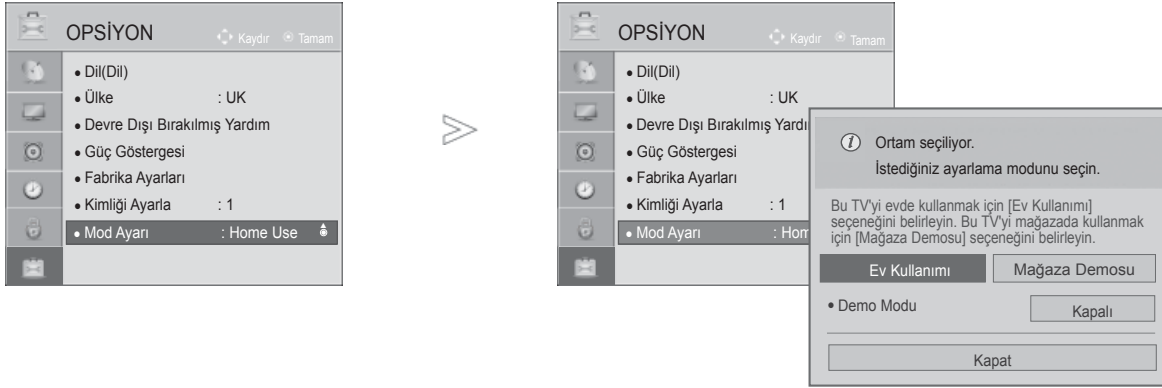 OPSİYON
Kaydır Tamam
• Dil(Dil)
• Ülke : UK
• Devre Dışı Bırakılmış Yardım
• Güç Göstergesi
• Fabrika Ayarları
• Kimliği Ayarla : 1
• Mod Ayarı : Home Use
OPSİYON
Kaydır Tamam
• Dil(Dil)
• Ülke : UK
• Devre Dışı Bırakılmış Yardı
• Güç Göstergesi
• Fabrika Ayarları
• Kimliği Ayarla : 1
• Mod Ayarı : Hom
i Ortam seçiliyor.
İstediğiniz ayarlama modunu seçin.
Bu TV'yi evde kullanmak için [Ev Kullanımı]
seçeneğini belirleyin. Bu TV'yi mağazada kullanmak
için [Mağaza Demosu] seçeneğini belirleyin.
Ev Kullanımı Mağaza Demosu
• Demo Modu Kapalı
Kapat